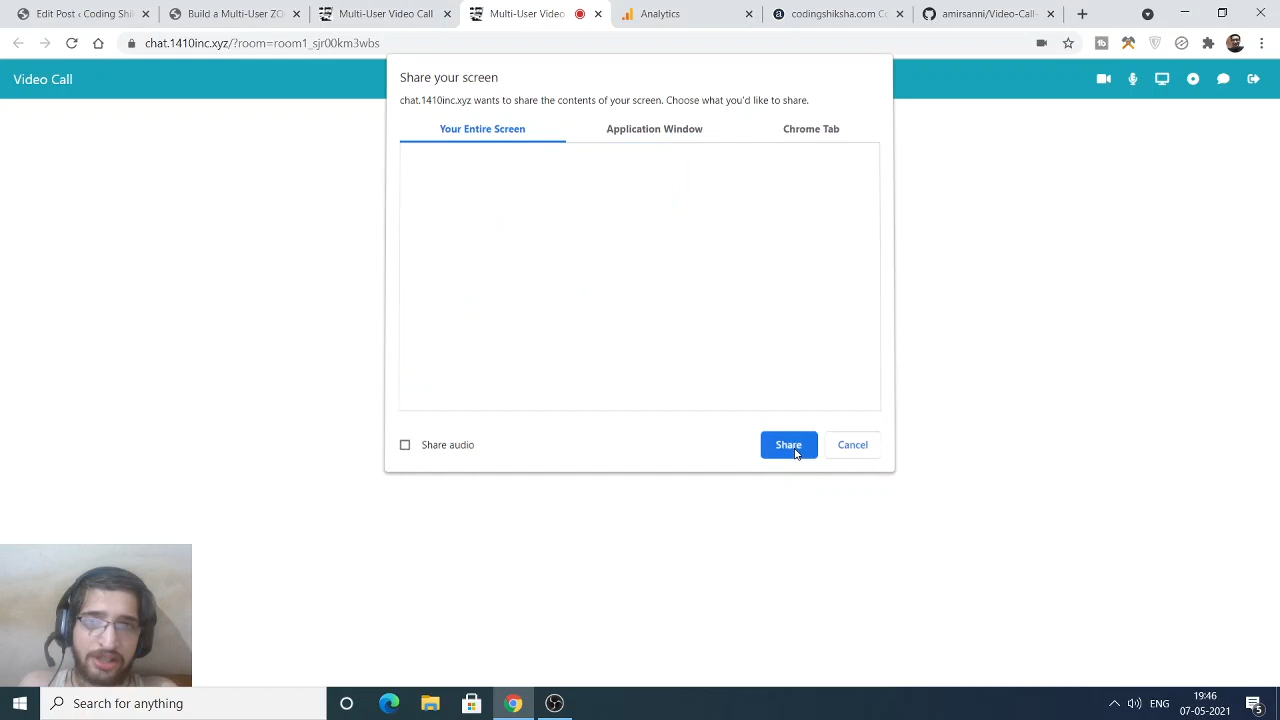 Edit Post ‹ Coding Shi
Build a Multi-User ZO
Multi-User Video Call
Multi-User Video
Analytics
codingshiksha.com Co
amirsanni/Video-Call-
chat.1410inc.xyz/?room=room1_sjr00km3wbs
Video Call
Share your screen
chat.1410inc.xyz wants to share the contents of your screen. Choose what you'd like to share.
Your Entire Screen
Application Window
Chrome Tab
Share audio
Share
Cancel
Search for anything
ENG
19:46
07-05-2021
5